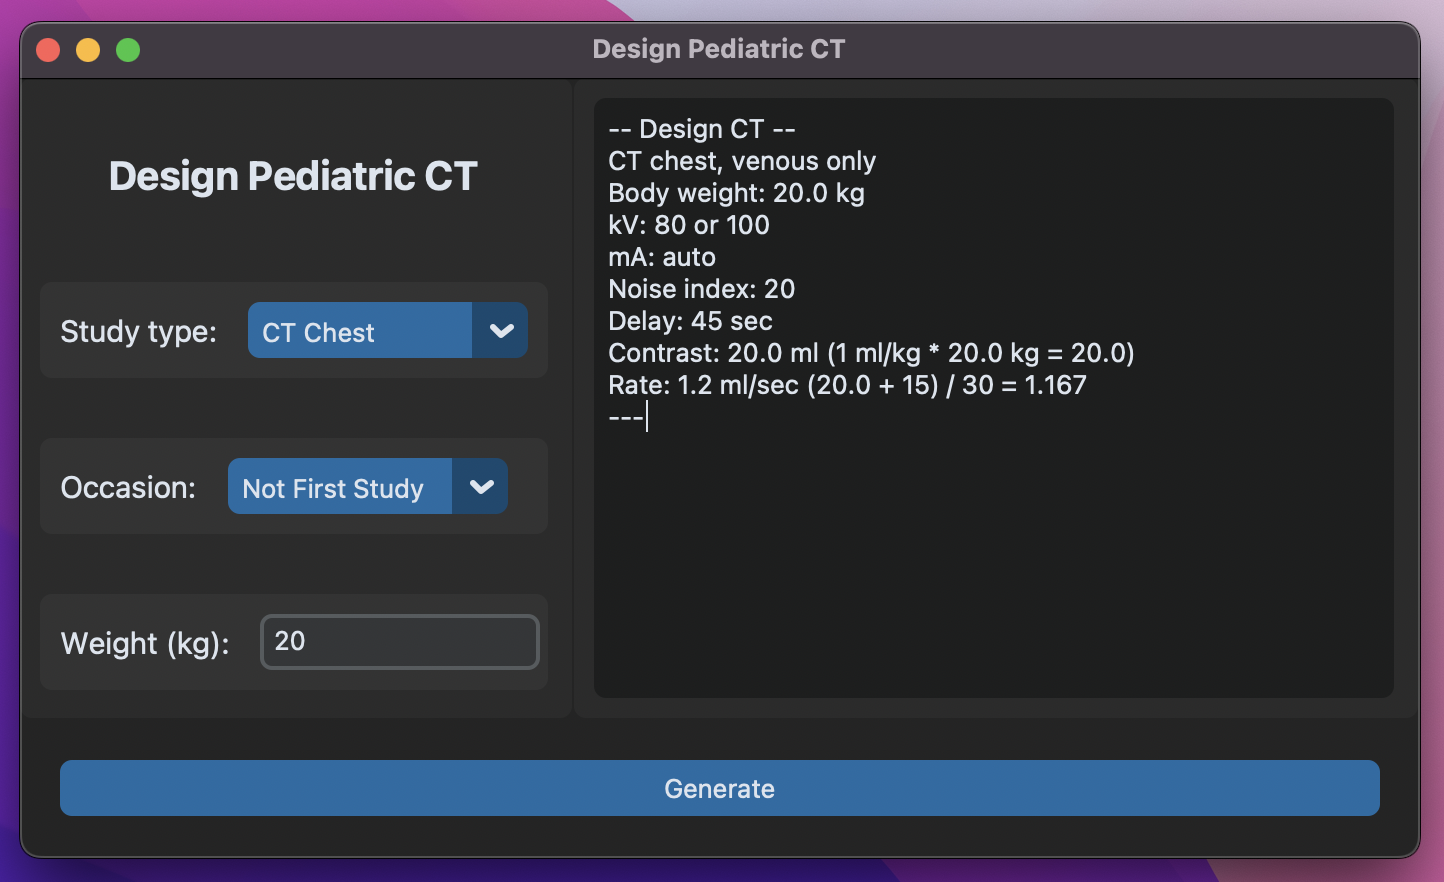 Design Pediatric CT
Design Pediatric CT
Study type: CT Chest
Occasion: Not First Study
Weight (kg): 20
-- Design CT --
CT chest, venous only
Body weight: 20.0 kg
kV: 80 or 100
mA: auto
Noise index: 20
Delay: 45 sec
Contrast: 20.0 ml (1 ml/kg * 20.0 kg = 20.0)
Rate: 1.2 ml/sec (20.0 + 15) / 30 = 1.167
---
Generate